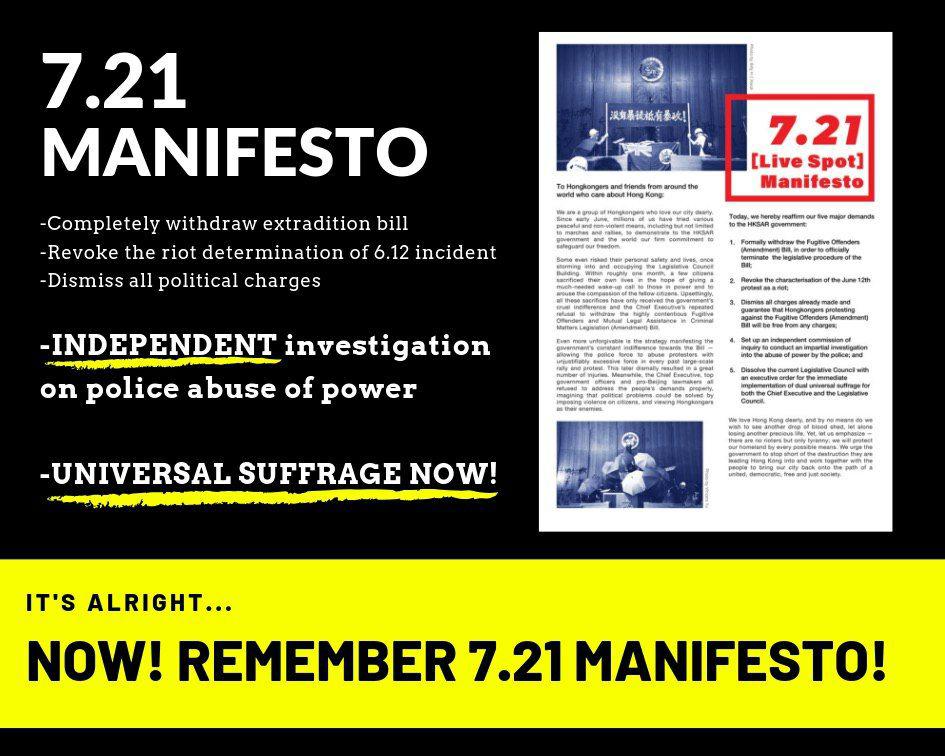 7.21
MANIFESTO
-Completely withdraw extradition bill
-Revoke the riot determination of 6.12 incident
-Dismiss all political charges
-INDEPENDENT investigation
on police abuse of power
-UNIVERSAL SUFFRAGE NOW!
7.21
[Live Spot]
Manifesto
To Hongkongers and friends from around the
world who care about Hong Kong:
We are a group of Hongkongers who love our city dearly.
Since early June, millions of us have tried various
peaceful and non-violent means, including but not limited
to marches and rallies, to demonstrate to the HKSAR
government and the world our firm commitment to
safeguard our freedom.
Some even risked their personal safety and lives, once
storming into and occupying the Legislative Council
Building. Within roughly one month, a few citizens
sacrificed their own lives in the hope of giving a
much-needed wake-up call to those in power and to
arouse the compassion of the fellow citizens. Upsettingly,
all these sacrifices have only received the government's
cruel indifference and the Chief Executive's repeated
refusal to withdraw the highly contentious Fugitive
Offenders and Mutual Legal Assistance in Criminal
Matters Legislation (Amendment) Bill.
Even more unforgivable is the strategy manifesting the
government's constant indifference towards the Bill —
allowing the police force to abuse protesters with
unjustifiably excessive force in every past large-scale
rally and protest. This later dismally resulted in a great
number of injuries. Meanwhile, the Chief Executive, top
government officers and pro-Beijing lawmakers all
refused to address the people's demands properly,
imagining that political problems could be solved by
imposing violence on citizens, and viewing Hongkongers
as their enemies.
Today, we hereby reaffirm our five major demands
to the HKSAR government:
1. Formally withdraw the Fugitive Offenders
(Amendment) Bill, in order to officially
terminate the legislative procedure of the
Bill;
2. Revoke the characterisation of the June 12th
protest as a riot;
3. Dismiss all charges already made and
guarantee that Hongkongers protesting
against the Fugitive Offenders (Amendment)
Bill will be free from any charges;
4. Set up an independent commission of
inquiry to conduct an impartial investigation
into the abuse of power by the police; and
5. Dissolve the current Legislative Council with
an executive order for the immediate
implementation of dual universal suffrage for
both the Chief Executive and the Legislative
Council.
We love Hong Kong dearly, and by no means do we
wish to see another drop of blood shed, let alone
losing another precious life. Yet, let us emphasize —
there are no rioters but only tyranny; we will protect
our homeland by every possible means. We urge the
government to stop short of the destruction they are
leading Hong Kong into and work together with the
people to bring our city back onto the path of a
united, democratic, free and just society.
IT'S ALRIGHT...
NOW! REMEMBER 7.21 MANIFESTO!